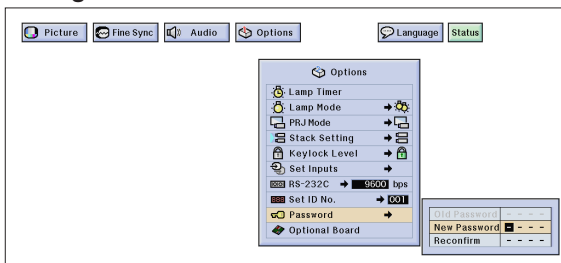 Picture Fine Sync Audio Options Language Status
Options
Lamp Timer
Lamp Mode
PRJ Mode
Stack Setting
Keylock Level
Set Inputs
RS-232C 9600 bps
Set ID No. 001
Password
Optional Board
Old Password - - - -
New Password - - - -
Reconfirm - - - -